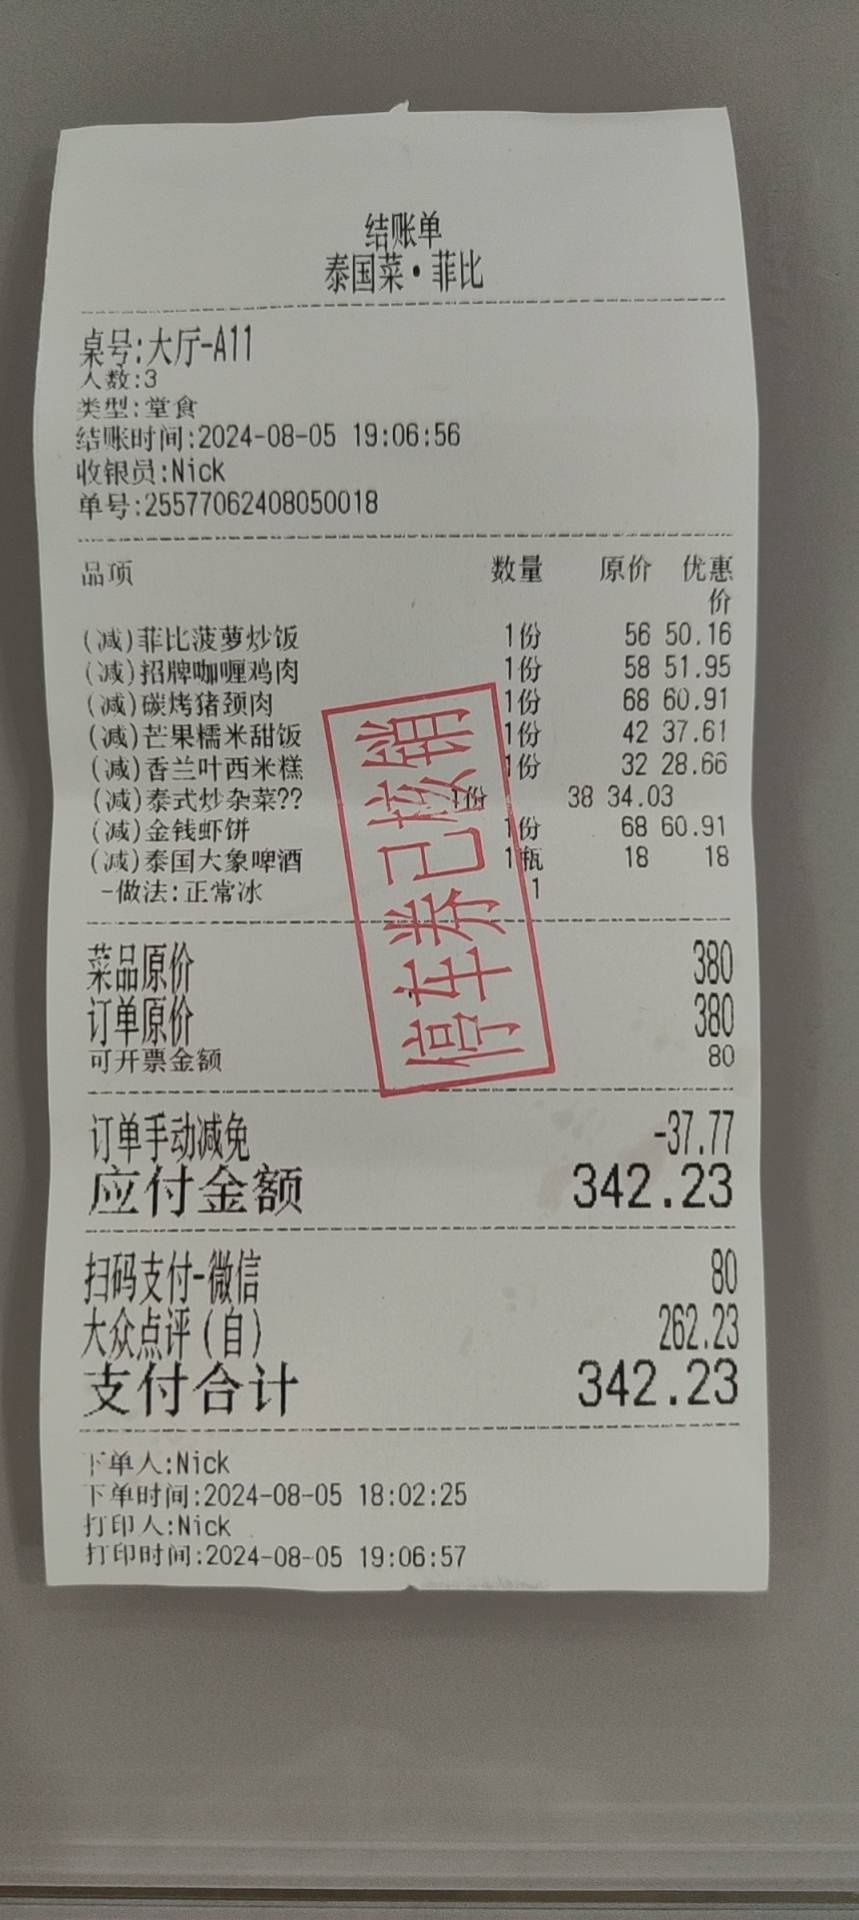 结账单
泰国菜·菲比
桌号:大厅-A11
人数:3
类型:堂食
结账时间:2024-08-05 19:06:56
收银员:Nick
单号:25577062408050018
品项 数量 原价 优惠价
(减)菲比菠萝炒饭 1份 56 50.16
(减)招牌咖喱鸡肉 1份 58 51.95
(减)碳烤猪颈肉 1份 68 60.91
(减)芒果糯米甜饭 1份 42 37.61
(减)香兰叶西米糕 1份 32 28.66
(减)泰式炒杂菜?? 1份 38 34.03
(减)金钱虾饼 1份 68 60.91
(减)泰国大象啤酒 1瓶 18 18
-做法:正常冰 1
停车券已核销
菜品原价 380
订单原价 380
可开票金额 80
订单手动减免 -37.77
应付金额 342.23
扫码支付-微信 80
大众点评(自) 262.23
支付合计 342.23
下单人:Nick
下单时间:2024-08-05 18:02:25
打印人:Nick
打印时间:2024-08-05 19:06:57